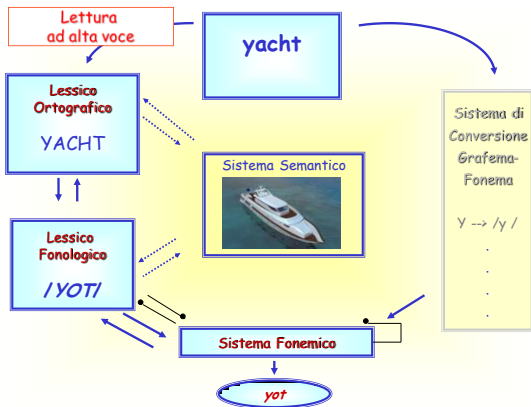 Lettura
ad alta voce
yacht
Lessico
Ortografico
YACHT
Sistema Semantico
Sistema di
Conversione
Grafema-
Fonema
Y --> /y /
.
.
.
.
Lessico
Fonologico
/YOT/
Sistema Fonemico
yot